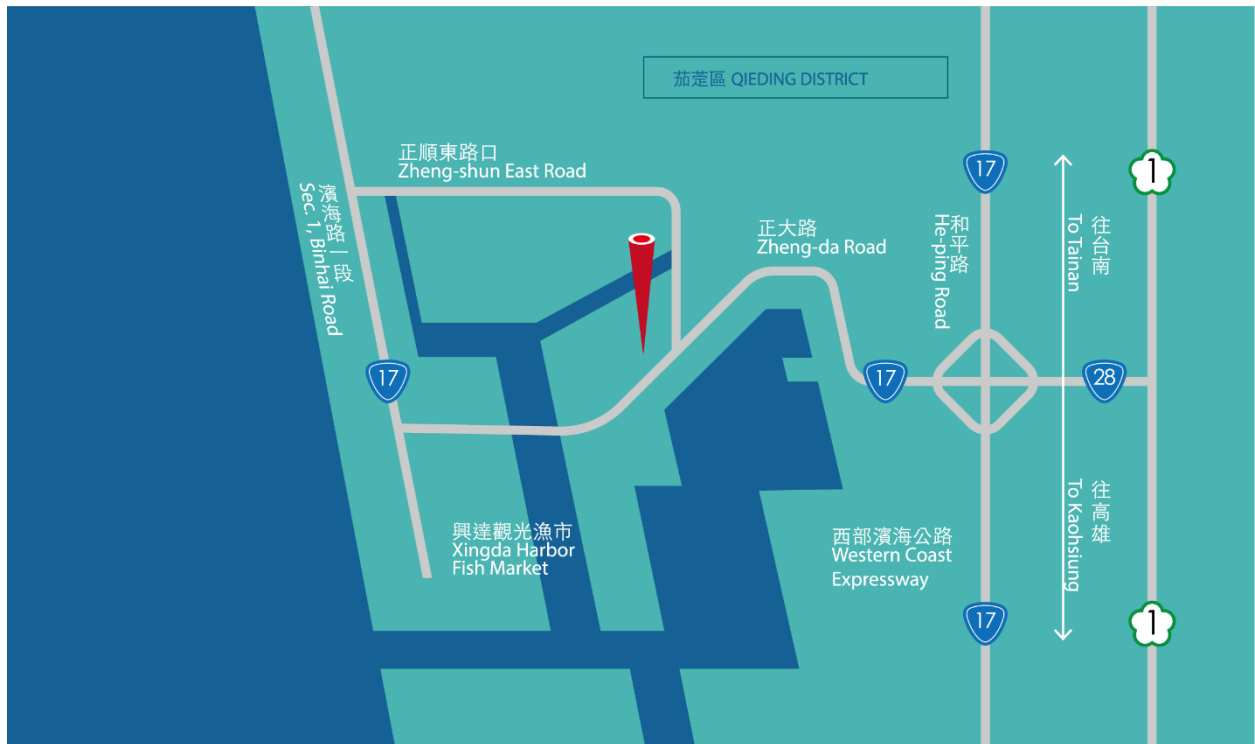 茄萣區 QIEDING DISTRICT
正順東路口
Zheng-shun East Road
濱海路一段
Sec. 1, Binhai Road
正大路
Zheng-da Road
和平路
He-ping Road
17
1
往台南
To Tainan
17
17
28
往高雄
To Kaohsiung
興達觀光漁市
Xingda Harbor
Fish Market
西部濱海公路
Western Coast
Expressway
17
1